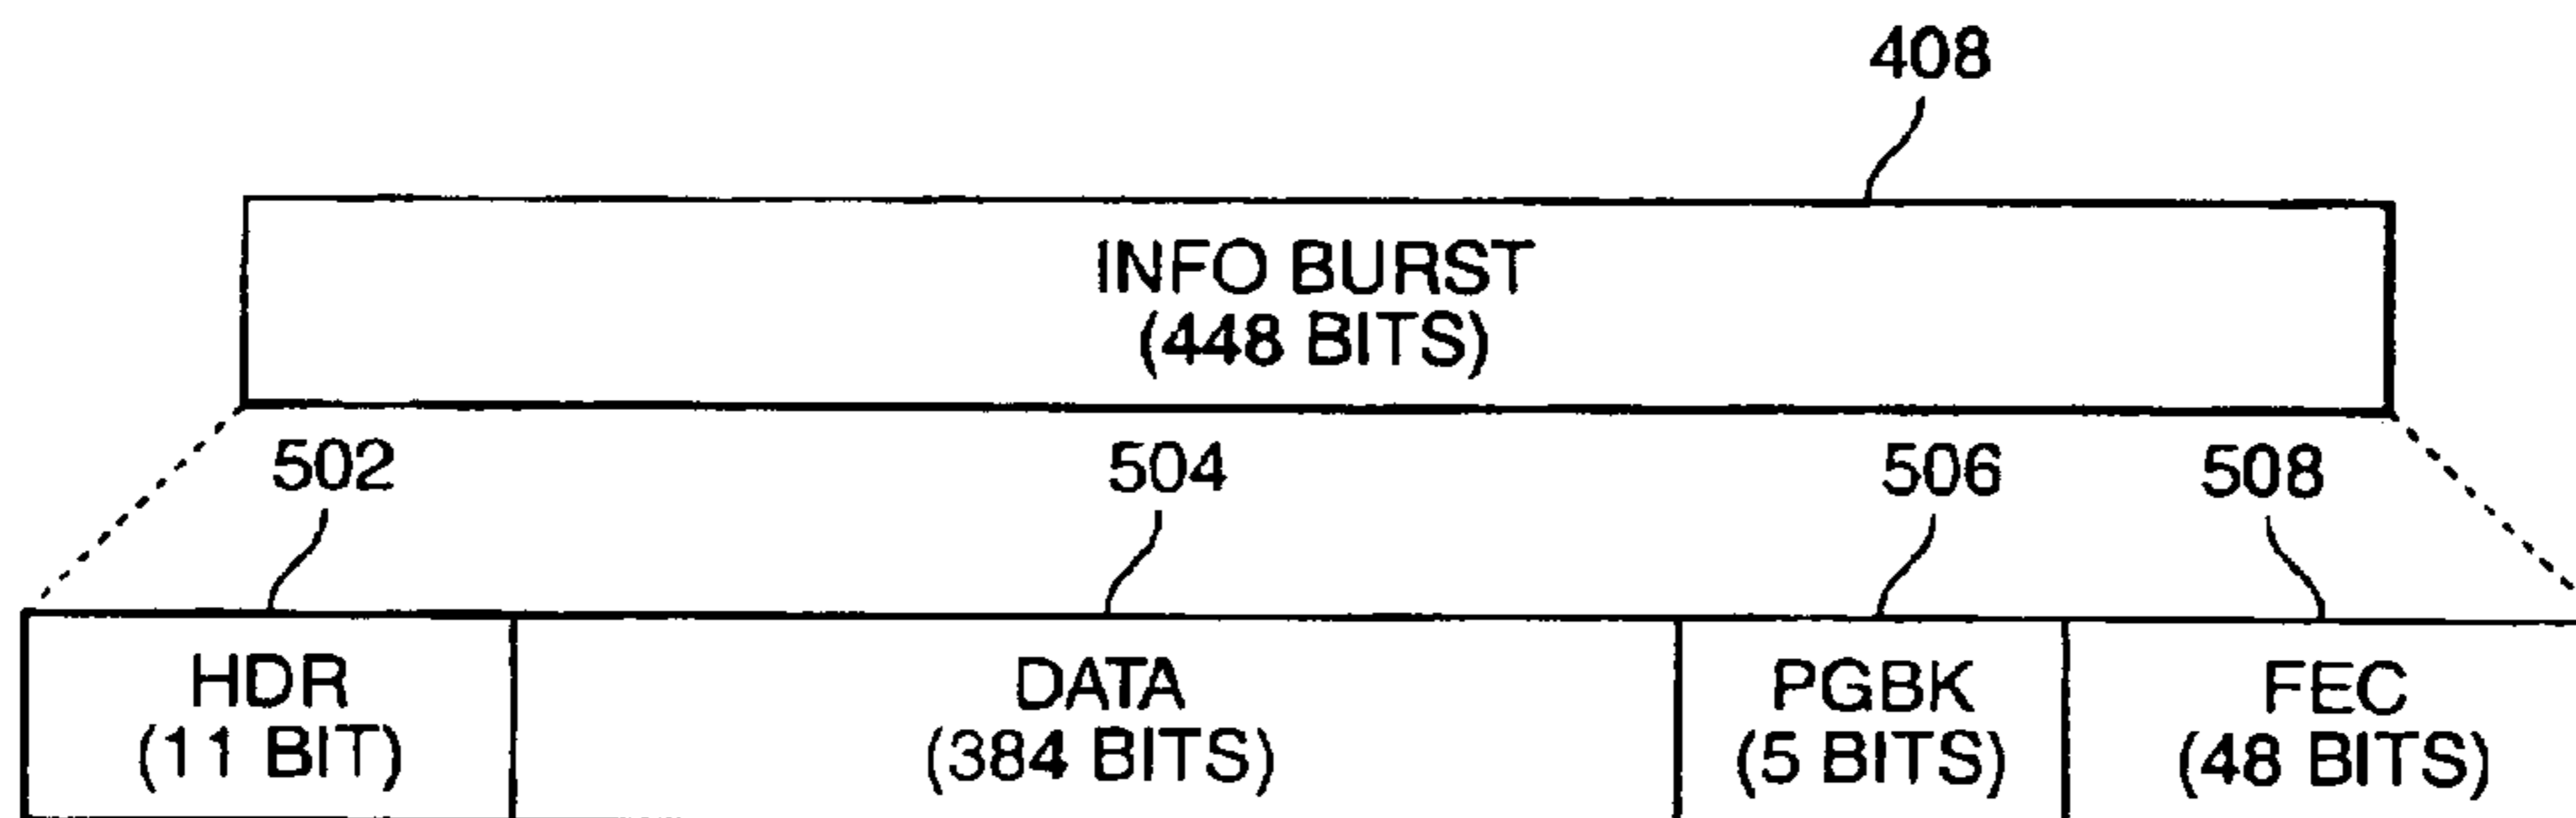 408
INFO BURST
(448 BITS)
502
504
506
508
HDR
(11 BIT)
DATA
(384 BITS)
PGBK
(5 BITS)
FEC
(48 BITS)